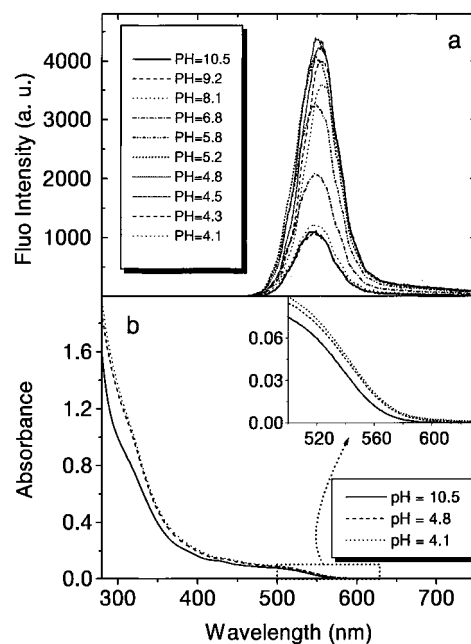 a
Fluo Intensity (a. u.)
4000
3000
2000
1000
PH=10.5
PH=9.2
PH=8.1
PH=6.8
PH=5.8
PH=5.2
PH=4.8
PH=4.5
PH=4.3
PH=4.1
b
Absorbance
1.6
1.2
0.8
0.4
0.0
0.06
0.03
0.00
520 560 600
pH = 10.5
pH = 4.8
pH = 4.1
300 400 500 600 700
Wavelength (nm)